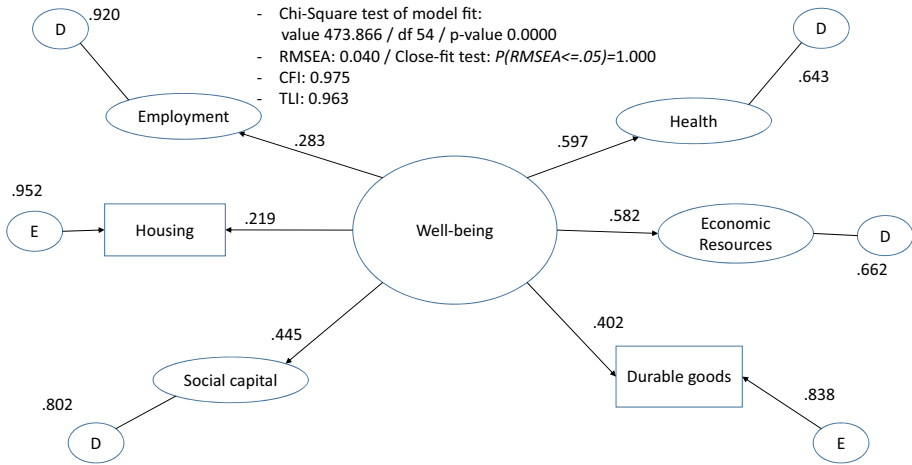 .920
D
- Chi-Square test of model fit:
value 473.866 / df 54 / p-value 0.0000
- RMSEA: 0.040 / Close-fit test: P(RMSEA<=.05)=1.000
- CFI: 0.975
- TLI: 0.963
D
.643
Employment
Health
.283
.597
.952
E
Housing
.219
Well-being
.582
Economic
Resources
D
.662
.445
.402
Social capital
Durable goods
.802
D
.838
E